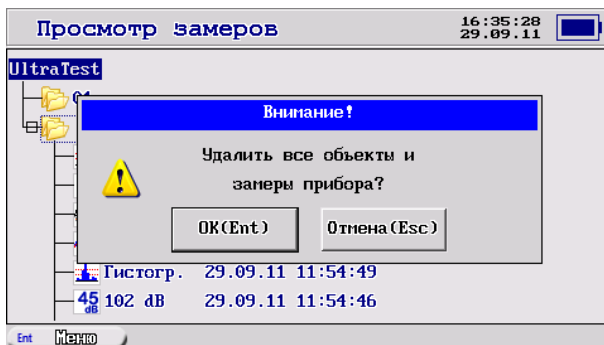 Просмотр замеров
16:35:28
29.09.11
UltraTest
Внимание!
Удалить все объекты и
замеры прибора?
OK(Ent)
Отмена(Esc)
Гистогр. 29.09.11 11:54:49
45 dB 102 dB 29.09.11 11:54:46
Ent Меню